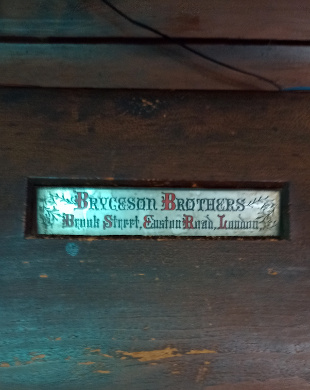 BRYCESON BROTHERS
Brook Street, Euston Road, London